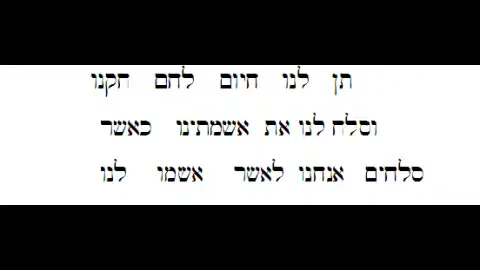 תן לנו היום לחם חקנו
וסלח לנו את אשמתינו כאשר
סלחים אנחנו לאשר אשמו לנו